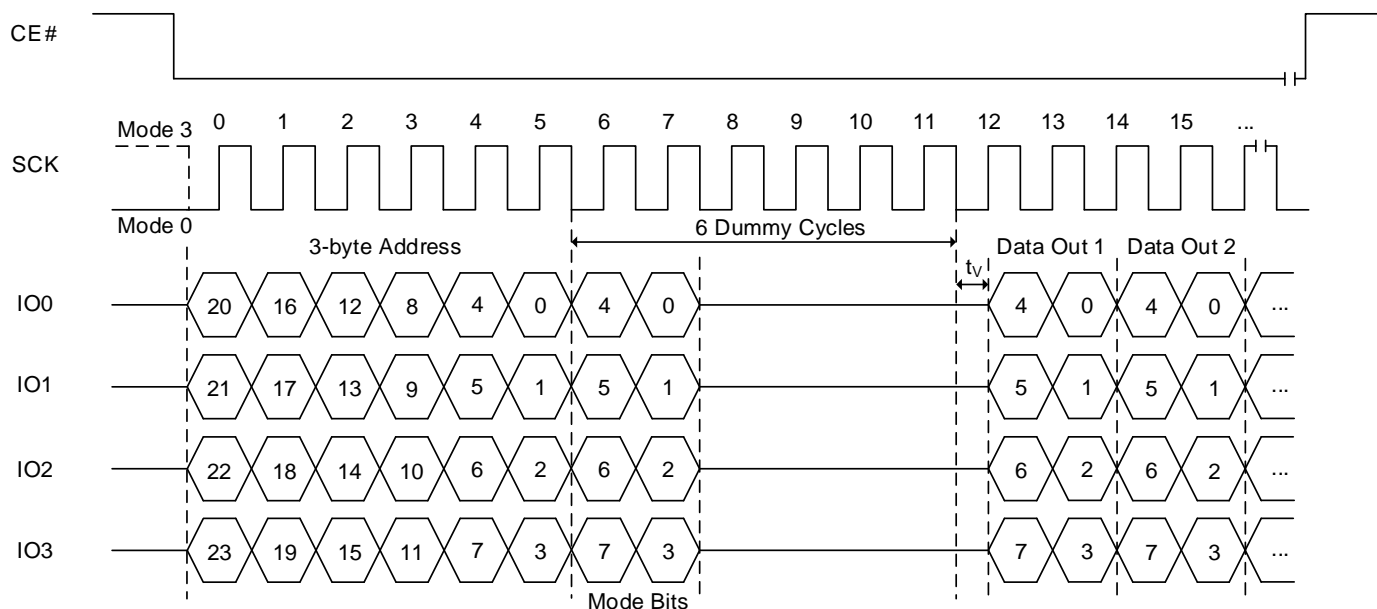 CE#
Mode 3 0 1 2 3 4 5 6 7 8 9 10 11 12 13 14 15 ...
SCK
Mode 0
6 Dummy Cycles
3-byte Address Data Out 1 Data Out 2
tV
IO0 20 16 12 8 4 0 4 0 4 0 4 0 ...
IO1 21 17 13 9 5 1 5 1 5 1 5 1 ...
IO2 22 18 14 10 6 2 6 2 6 2 6 2 ...
IO3 23 19 15 11 7 3 7 3 7 3 7 3 ...
Mode Bits